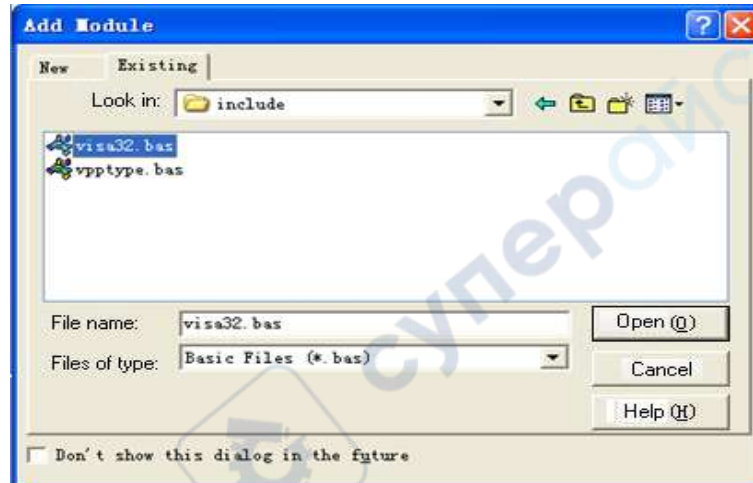 Add Module
New Existing
Look in: include
visa32.bas
vpptype.bas
File name: visa32.bas Open (O)
Files of type: Basic Files (*.bas)
Cancel
Help (H)
Don't show this dialog in the future
супер